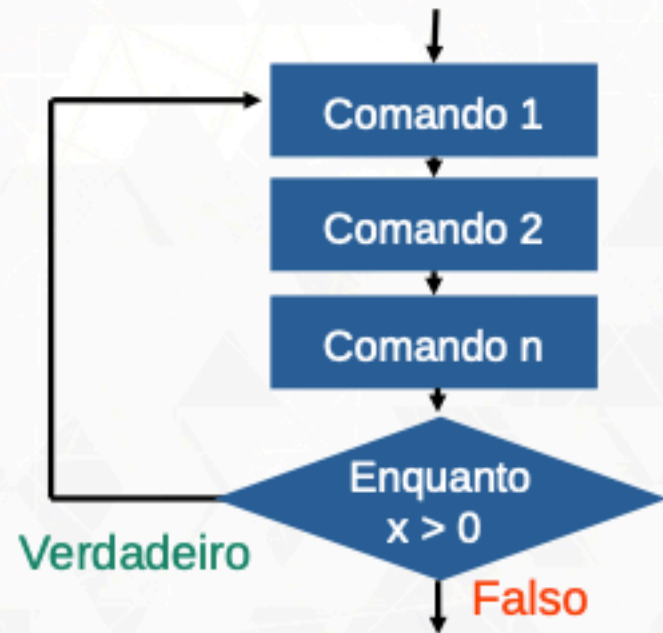 Comando 1
Comando 2
Comando n
Enquanto
x > 0
Verdadeiro
Falso